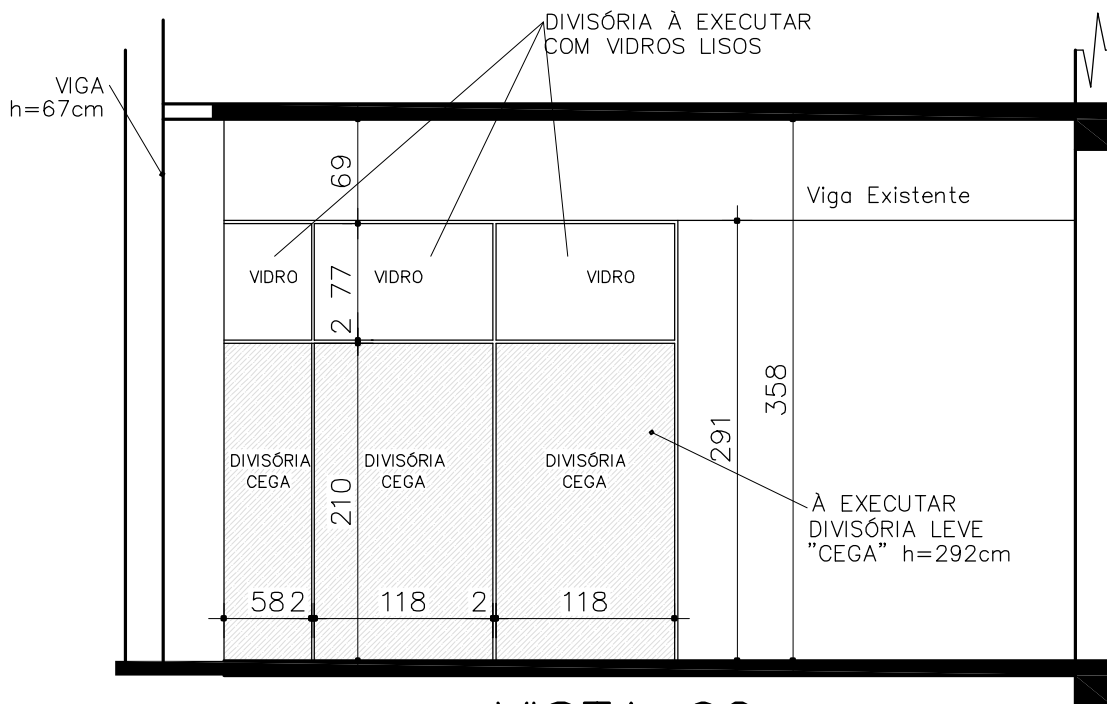 DIVISÓRIA À EXECUTAR
COM VIDROS LISOS
VIGA
h=67cm
69
Viga Existente
VIDRO
VIDRO
VIDRO
77
2
358
291
DIVISÓRIA
CEGA
DIVISÓRIA
CEGA
DIVISÓRIA
CEGA
210
À EXECUTAR
DIVISÓRIA LEVE
"CEGA" h=292cm
58 2 118 2 118